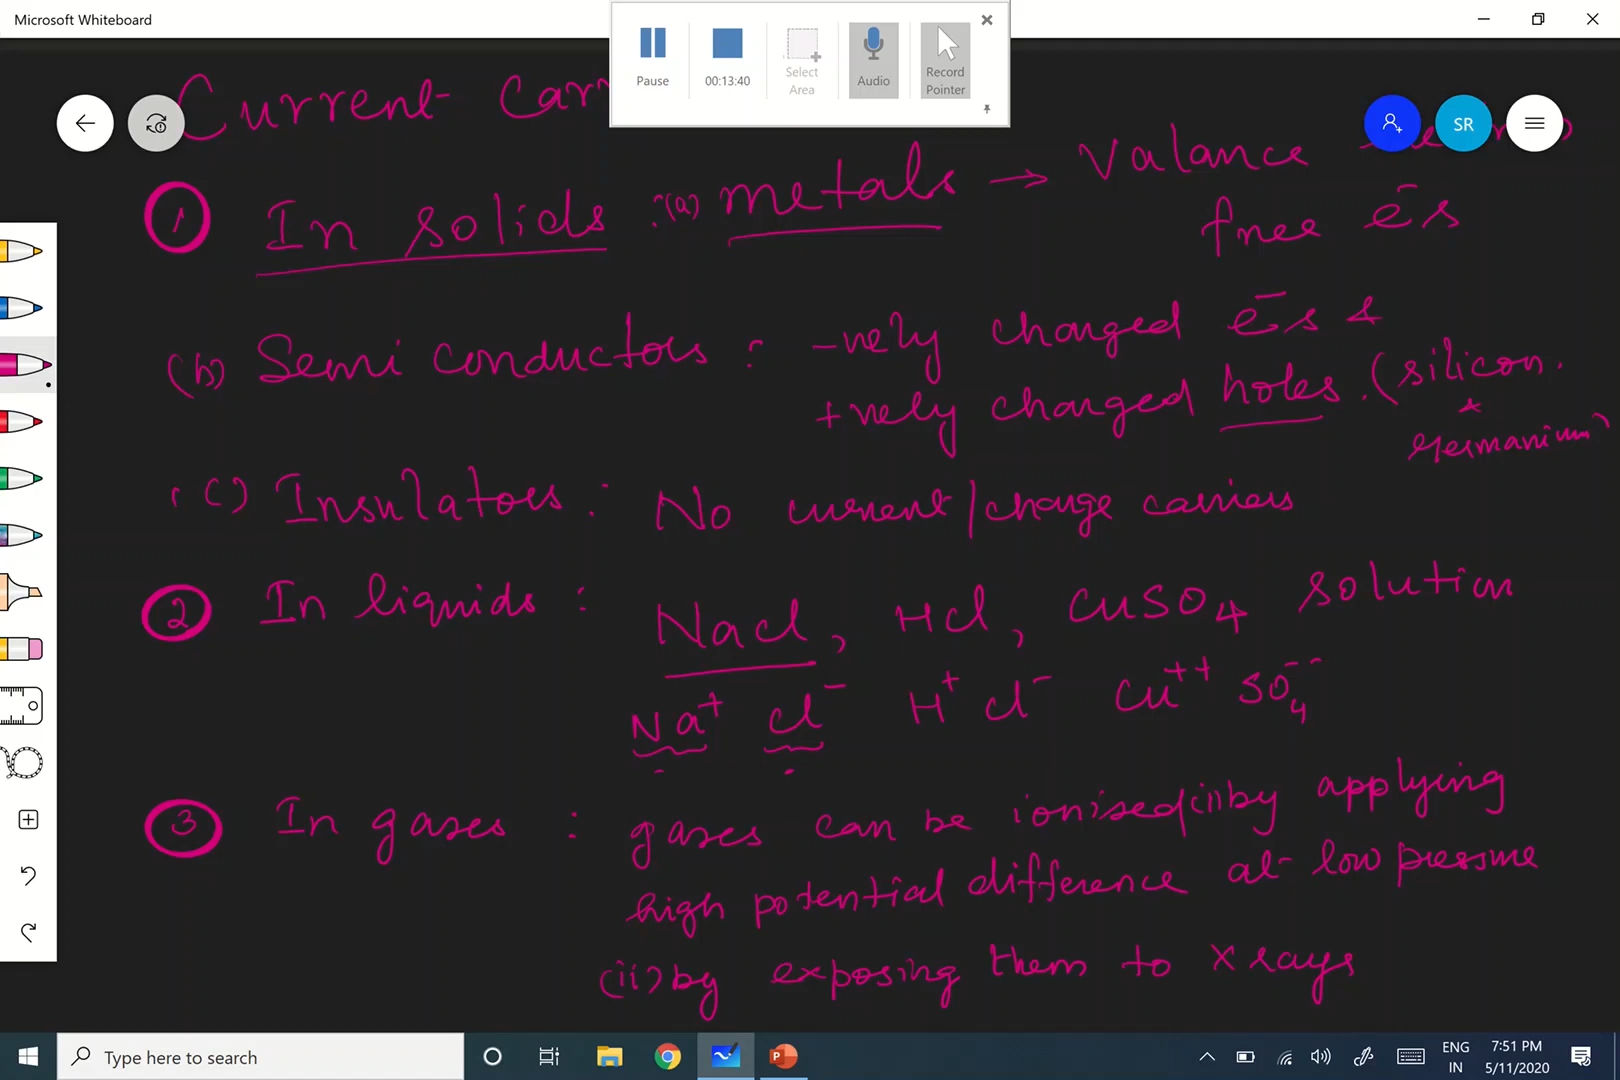 Microsoft Whiteboard
Pause
00:13:40
Select Area
Audio
Record Pointer
SR
Current
① In solids :(a) metals → Valance
free e̅s
(b) Semi conductors : -vely charged e̅s &
+vely charged holes. (silicon.
&
germanium)
(c) Insulators : No current/charge carriers
② In liquids : NaCl, HCl, CuSO4 solution
Na+ Cl- H+ Cl- Cu++ SO4--
③ In gases : gases can be ionised(i)by applying
high potential difference at low pressure
(ii) by exposing them to X rays
Type here to search
ENG
IN
7:51 PM
5/11/2020